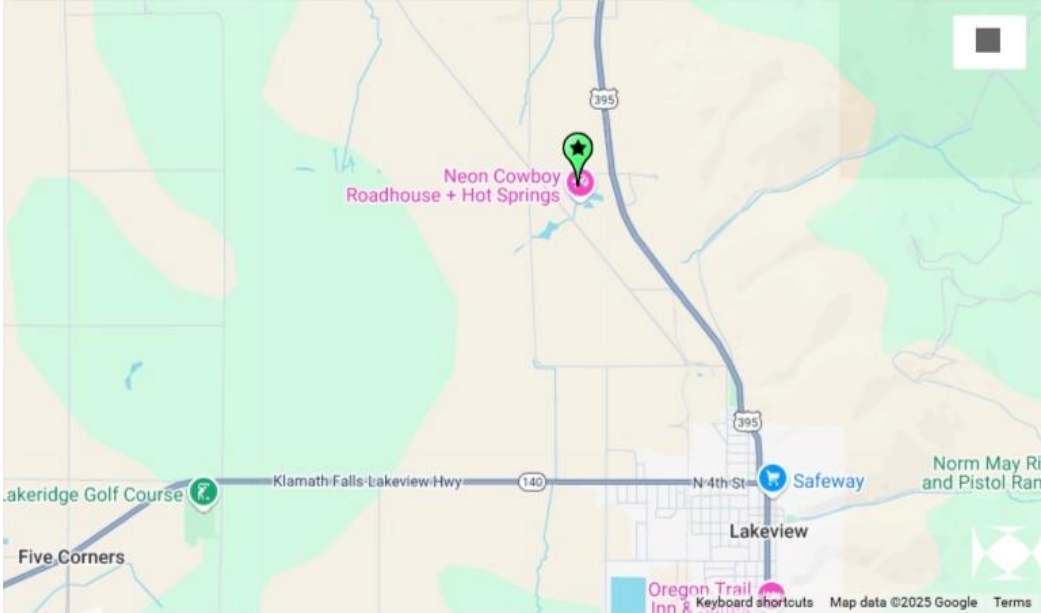 395
Neon Cowboy
Roadhouse + Hot Springs
395
Lakeridge Golf Course
Klamath Falls-Lakeview Hwy
140
N 4th St
Safeway
Norm May Ri
and Pistol Ran
Lakeview
Five Corners
Oregon Trail
Inn &
Keyboard shortcuts
Map data ©2025 Google
Terms